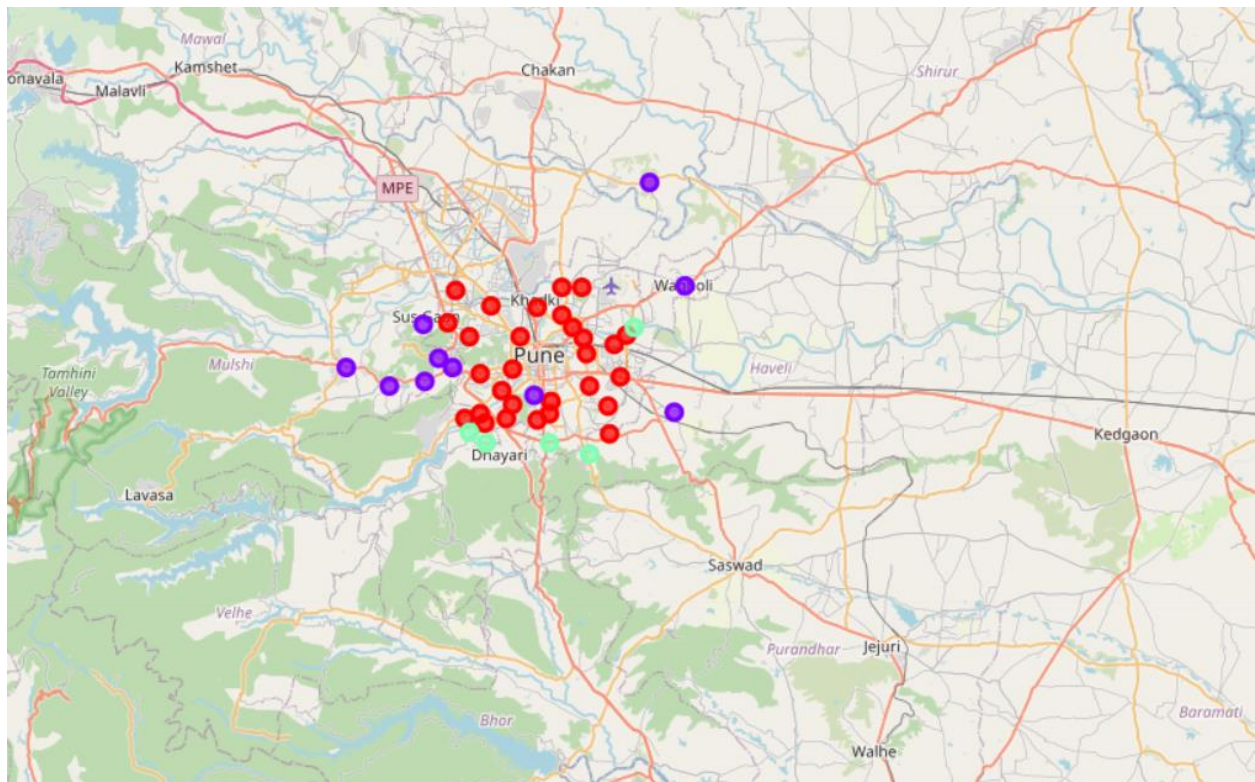 Mawal
Kamshet
onavala
Malavli
Chakan
Shirur
MPE
Khadki
Sus
Pune
Mulshi
Tamhini
Valley
Haveli
Kedgaon
Dhayari
Lavasa
Saswad
Velhe
Jejuri
Purandhar
Baramati
Bhor
Walhe